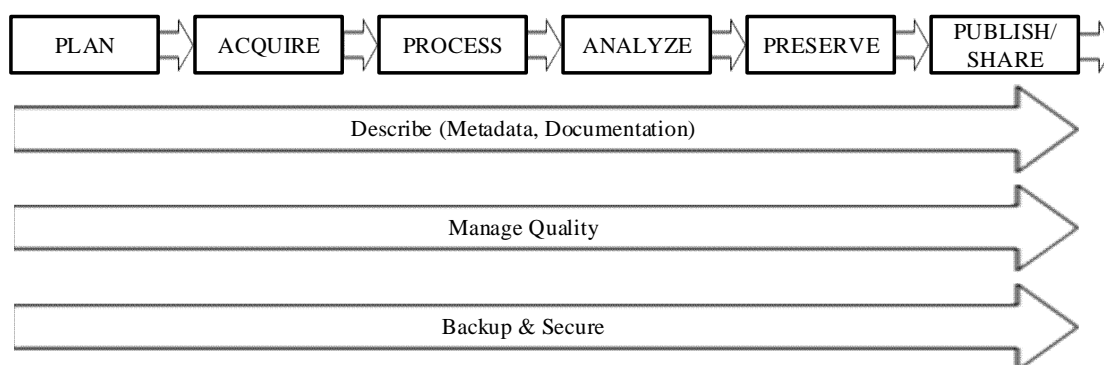 PLAN
ACQUIRE
PROCESS
ANALYZE
PRESERVE
PUBLISH/
SHARE
Describe (Metadata, Documentation)
Manage Quality
Backup & Secure